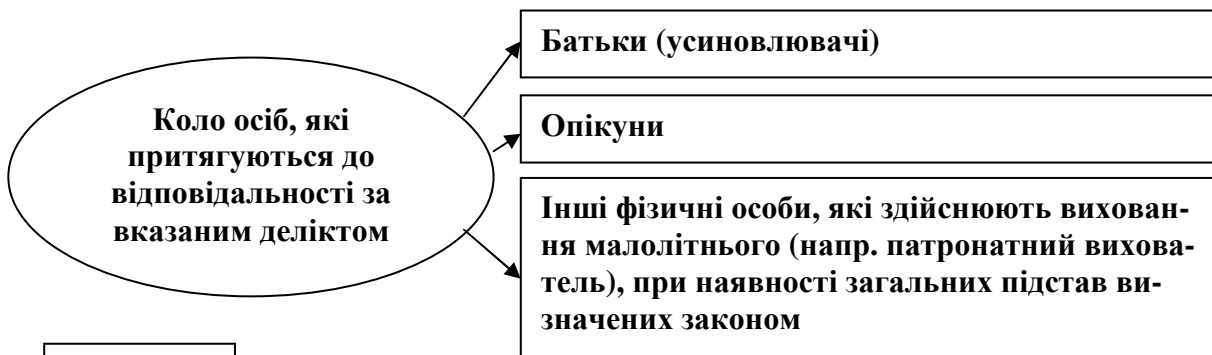 Коло осіб, які
притягуються до
відповідальності за
вказаним деліктом
Батьки (усиновлювачі)
Опікуни
Інші фізичні особи, які здійснюють вихован-
ня малолітнього (напр. патронатний вихова-
тель), при наявності загальних підстав ви-
значених законом